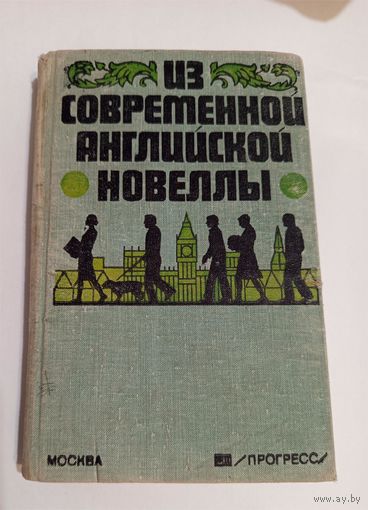 ИЗ
СОВРЕМЕННОЙ
АНГЛИЙСКОЙ
НОВЕЛЛЫ
МОСКВА
/ПРОГРЕСС/
www.ay.by